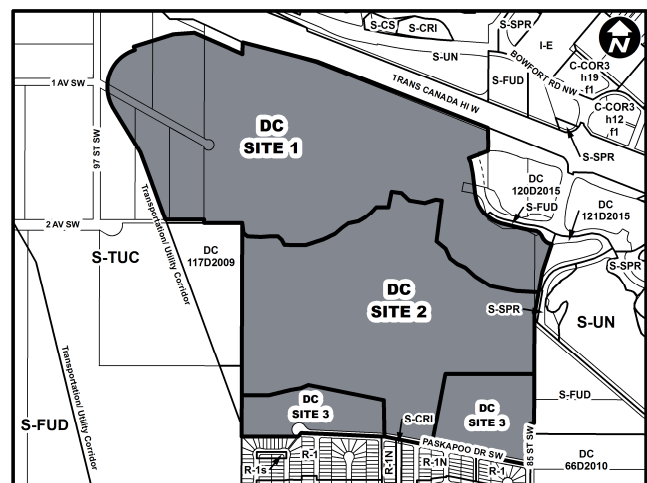 S-CS
S-CRI
S-SPR
I-E
N
S-UN
BOWFORT RD NW
C-COR3
h19
f1
S-FUD
TRANS CANADA HI W
1 AV SW
C-COR3
h12
f1
DC
SITE 1
97 ST SW
S-SPR
DC
120D2015
S-FUD
DC
121D2015
Transportation/ Utility Corridor
2 AV SW
S-TUC
DC
117D2009
S-SPR
DC
SITE 2
S-SPR
S-UN
Transportation/ Utility Corridor
DC
SITE 3
DC
SITE 3
S-FUD
S-FUD
S-CRI
PASKAPOO DR SW
85 ST SW
R-1s
R-1
R-1N
R-1N
R-1
DC
66D2010